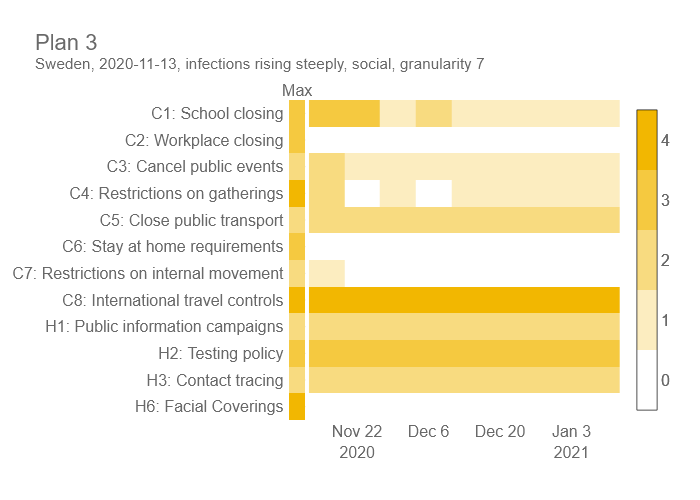 Plan 3
Sweden, 2020-11-13, infections rising steeply, social, granularity 7
Max
C1: School closing
C2: Workplace closing
C3: Cancel public events
C4: Restrictions on gatherings
C5: Close public transport
C6: Stay at home requirements
C7: Restrictions on internal movement
C8: International travel controls
H1: Public information campaigns
H2: Testing policy
H3: Contact tracing
H6: Facial Coverings
4
3
2
1
0
Nov 22 Dec 6 Dec 20 Jan 3
2020 2021